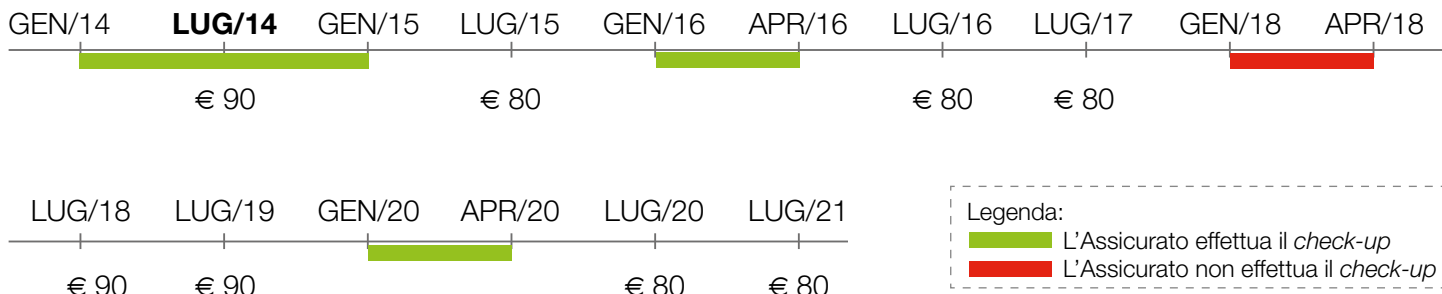 GEN/14 LUG/14 GEN/15 LUG/15 GEN/16 APR/16 LUG/16 LUG/17 GEN/18 APR/18
€ 90 € 80 € 80 € 80
LUG/18 LUG/19 GEN/20 APR/20 LUG/20 LUG/21
€ 90 € 90 € 80 € 80
Legenda:
L'Assicurato effettua il check-up
L'Assicurato non effettua il check-up